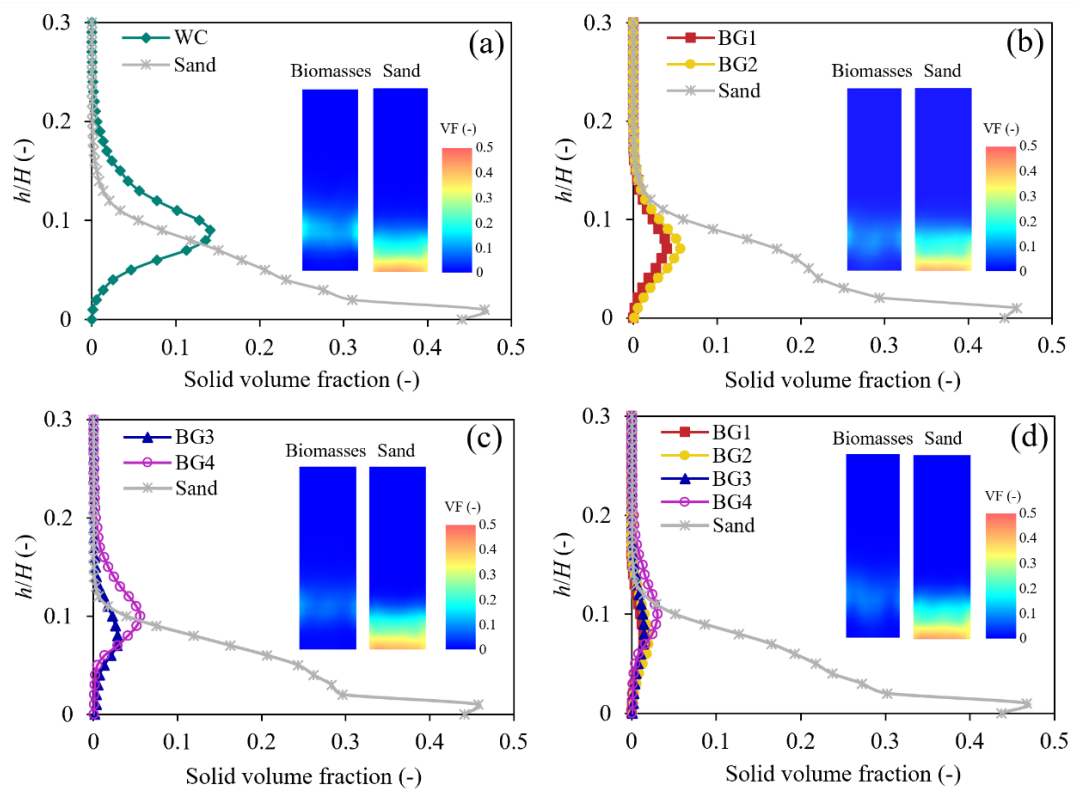 (a)
WC
Sand
Biomasses Sand
VF (-)
0.5
0.4
0.3
0.2
0.1
0
0.3
0.2
0.1
0
h/H (-)
0 0.1 0.2 0.3 0.4 0.5
Solid volume fraction (-)
(b)
BG1
BG2
Sand
Biomasses Sand
VF (-)
0.5
0.4
0.3
0.2
0.1
0
0.3
0.2
0.1
0
h/H (-)
0 0.1 0.2 0.3 0.4 0.5
Solid volume fraction (-)
(c)
BG3
BG4
Sand
Biomasses Sand
VF (-)
0.5
0.4
0.3
0.2
0.1
0
0.3
0.2
0.1
0
h/H (-)
0 0.1 0.2 0.3 0.4 0.5
Solid volume fraction (-)
(d)
BG1
BG2
BG3
BG4
Sand
Biomasses Sand
VF (-)
0.5
0.4
0.3
0.2
0.1
0
0.3
0.2
0.1
0
h/H (-)
0 0.1 0.2 0.3 0.4 0.5
Solid volume fraction (-)